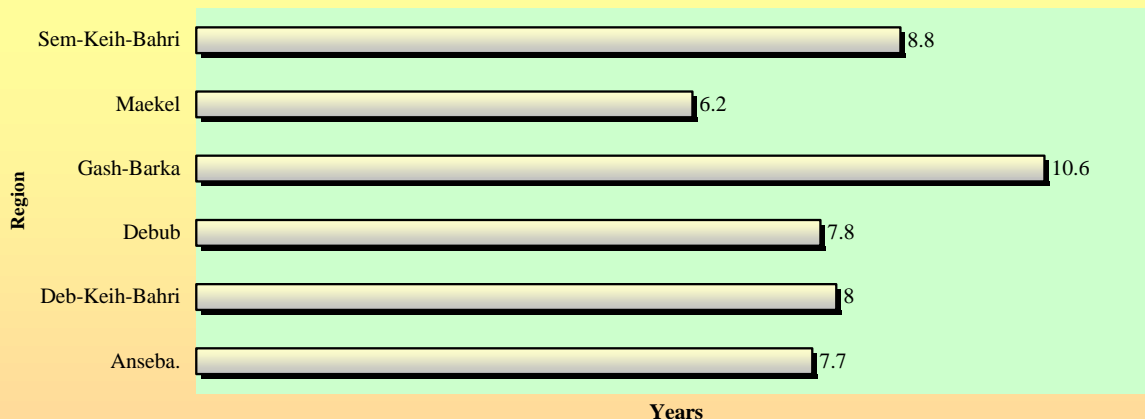 Sem-Keih-Bahri 8.8
Maekel 6.2
Gash-Barka 10.6
Region
Debub 7.8
Deb-Keih-Bahri 8
Anseba. 7.7
Years